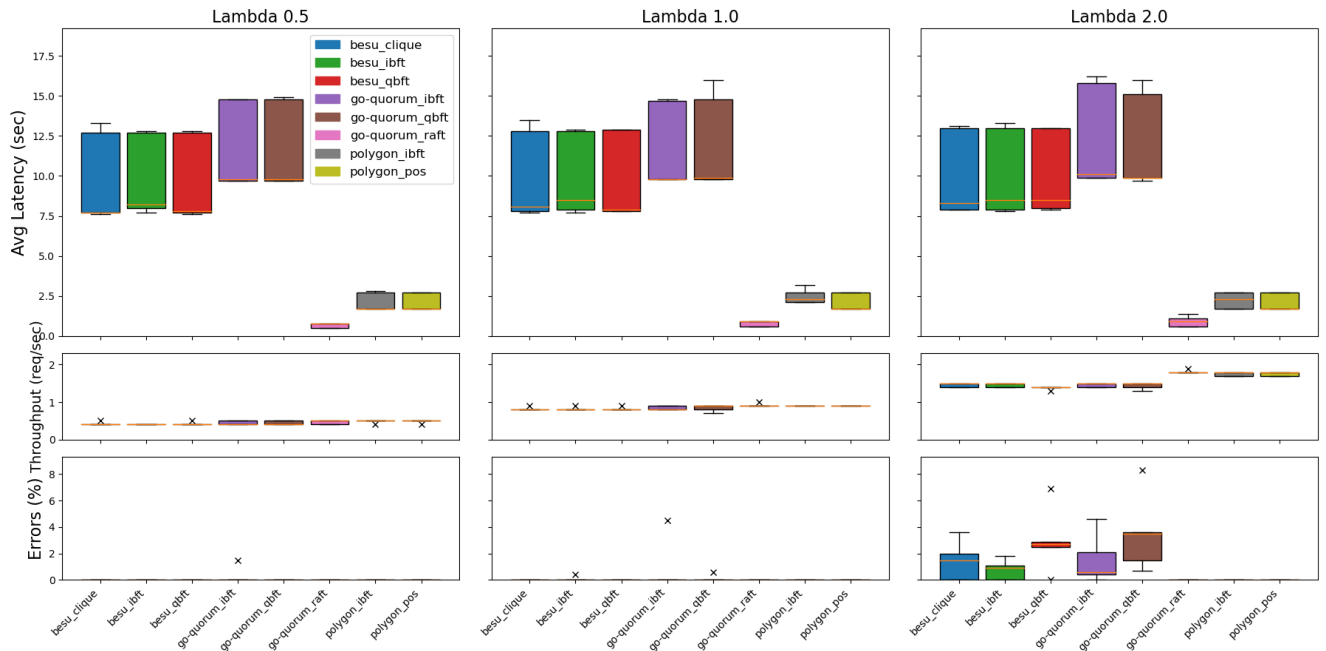 Lambda 0.5
Lambda 1.0
Lambda 2.0
Avg Latency (sec)
17.5
15.0
12.5
10.0
7.5
5.0
2.5
0.0
besu_clique
besu_ibft
besu_qbft
go-quorum_ibft
go-quorum_qbft
go-quorum_raft
polygon_ibft
polygon_pos
Throughput (req/sec)
2
1
0
Errors (%)
8
6
4
2
0
besu_clique
besu_ibft
besu_qbft
go-quorum_ibft
go-quorum_qbft
go-quorum_raft
polygon_ibft
polygon_pos
besu_clique
besu_ibft
besu_qbft
go-quorum_ibft
go-quorum_qbft
go-quorum_raft
polygon_ibft
polygon_pos
besu_clique
besu_ibft
besu_qbft
go-quorum_ibft
go-quorum_qbft
go-quorum_raft
polygon_ibft
polygon_pos